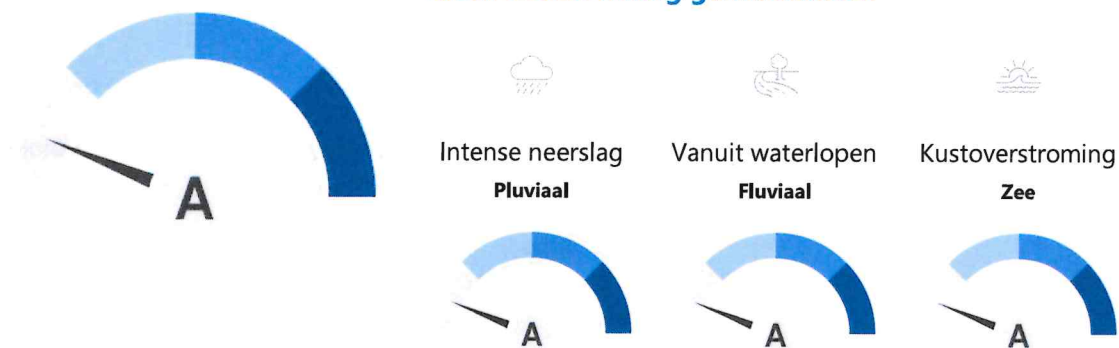 A
Intense neerslag
Pluviaal
A
Vanuit waterlopen
Fluviaal
A
Kustoverstroming
Zee
A